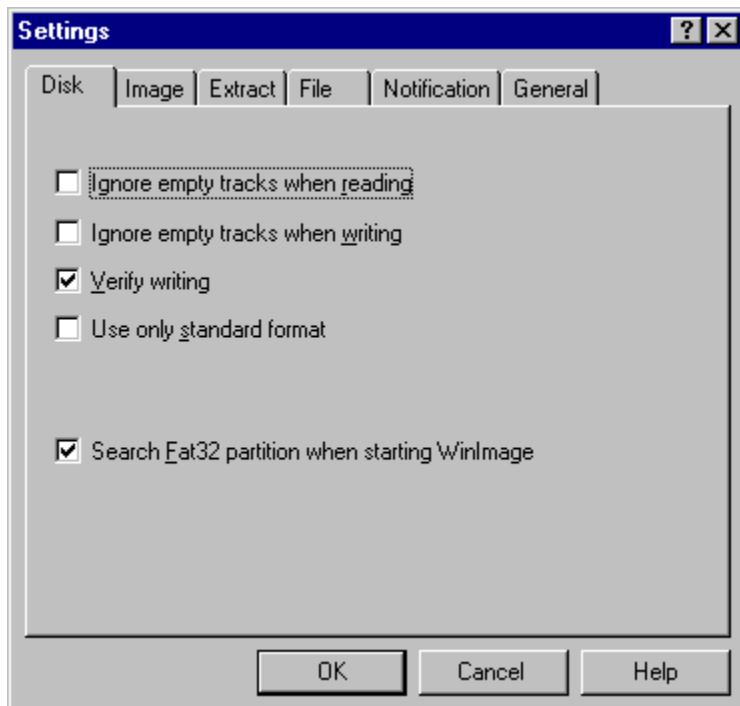 Settings
Disk Image Extract File Notification General
Ignore empty tracks when reading
Ignore empty tracks when writing
Verify writing
Use only standard format
Search Fat32 partition when starting WinImage
OK Cancel Help